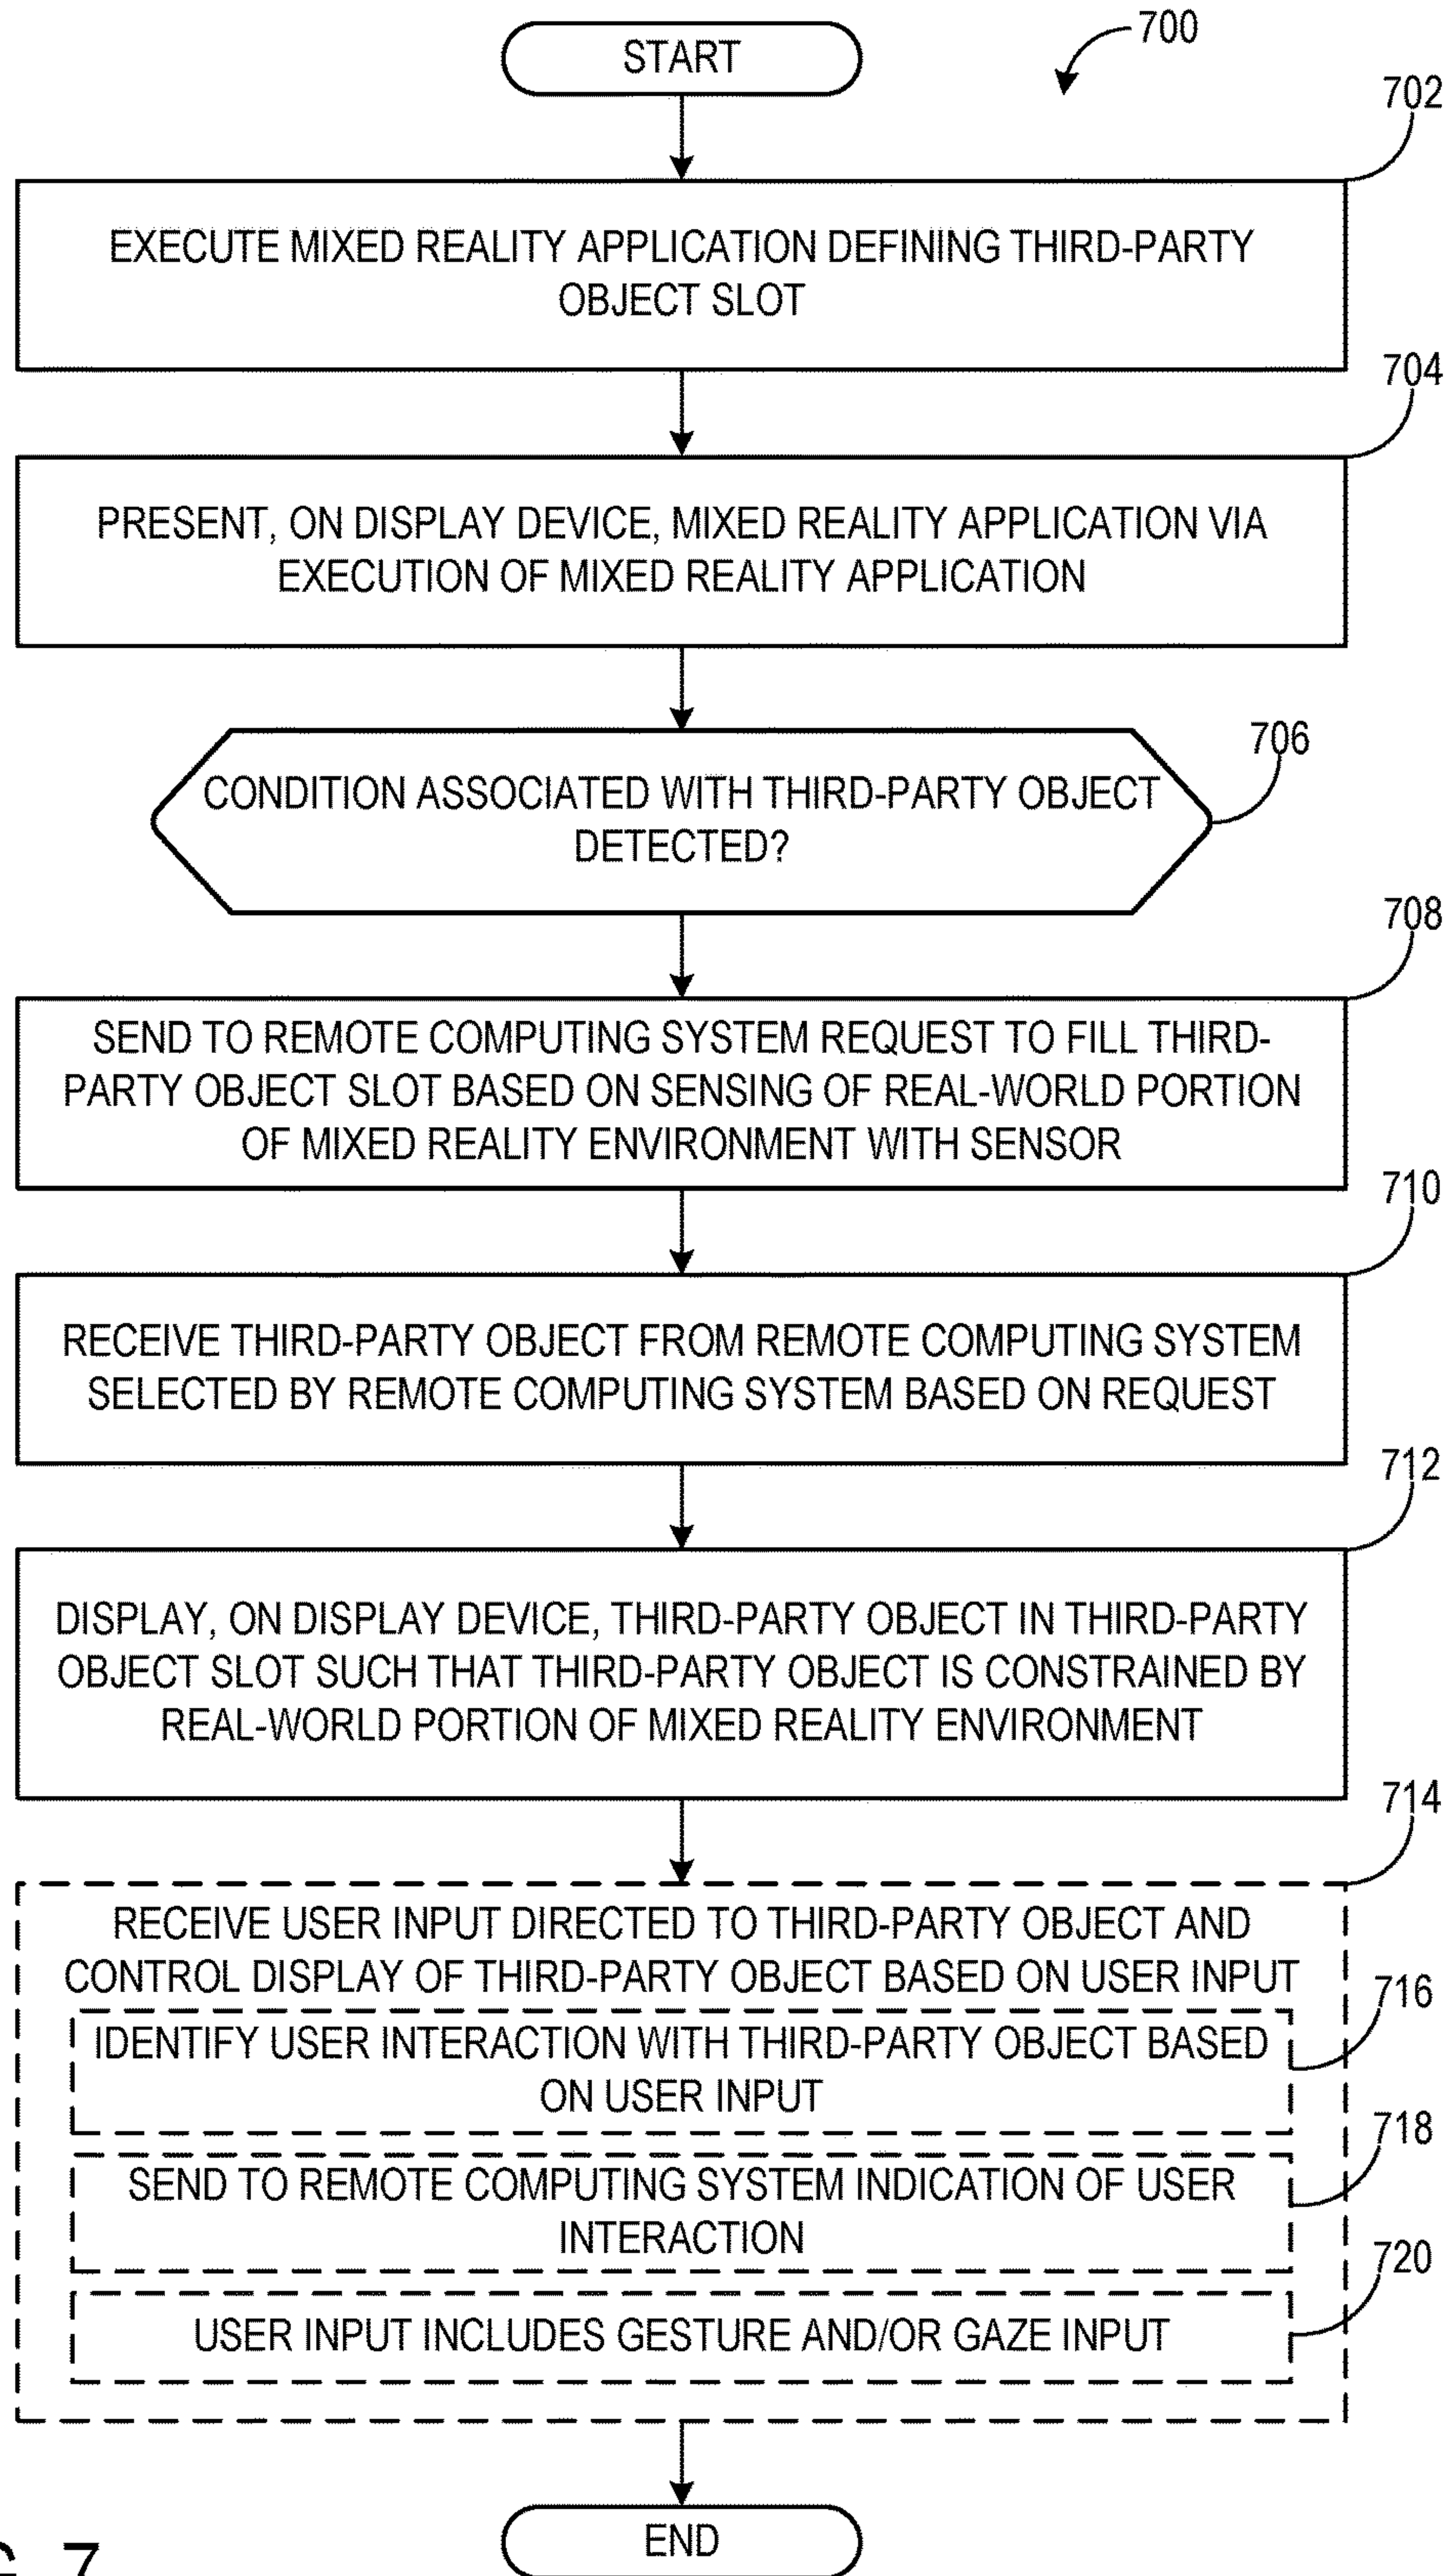 START
700
702
EXECUTE MIXED REALITY APPLICATION DEFINING THIRD-PARTY
OBJECT SLOT
704
PRESENT, ON DISPLAY DEVICE, MIXED REALITY APPLICATION VIA
EXECUTION OF MIXED REALITY APPLICATION
706
CONDITION ASSOCIATED WITH THIRD-PARTY OBJECT
DETECTED?
708
SEND TO REMOTE COMPUTING SYSTEM REQUEST TO FILL THIRD-
PARTY OBJECT SLOT BASED ON SENSING OF REAL-WORLD PORTION
OF MIXED REALITY ENVIRONMENT WITH SENSOR
710
RECEIVE THIRD-PARTY OBJECT FROM REMOTE COMPUTING SYSTEM
SELECTED BY REMOTE COMPUTING SYSTEM BASED ON REQUEST
712
DISPLAY, ON DISPLAY DEVICE, THIRD-PARTY OBJECT IN THIRD-PARTY
OBJECT SLOT SUCH THAT THIRD-PARTY OBJECT IS CONSTRAINED BY
REAL-WORLD PORTION OF MIXED REALITY ENVIRONMENT
714
RECEIVE USER INPUT DIRECTED TO THIRD-PARTY OBJECT AND
CONTROL DISPLAY OF THIRD-PARTY OBJECT BASED ON USER INPUT
716
IDENTIFY USER INTERACTION WITH THIRD-PARTY OBJECT BASED
ON USER INPUT
718
SEND TO REMOTE COMPUTING SYSTEM INDICATION OF USER
INTERACTION
720
USER INPUT INCLUDES GESTURE AND/OR GAZE INPUT
END
7